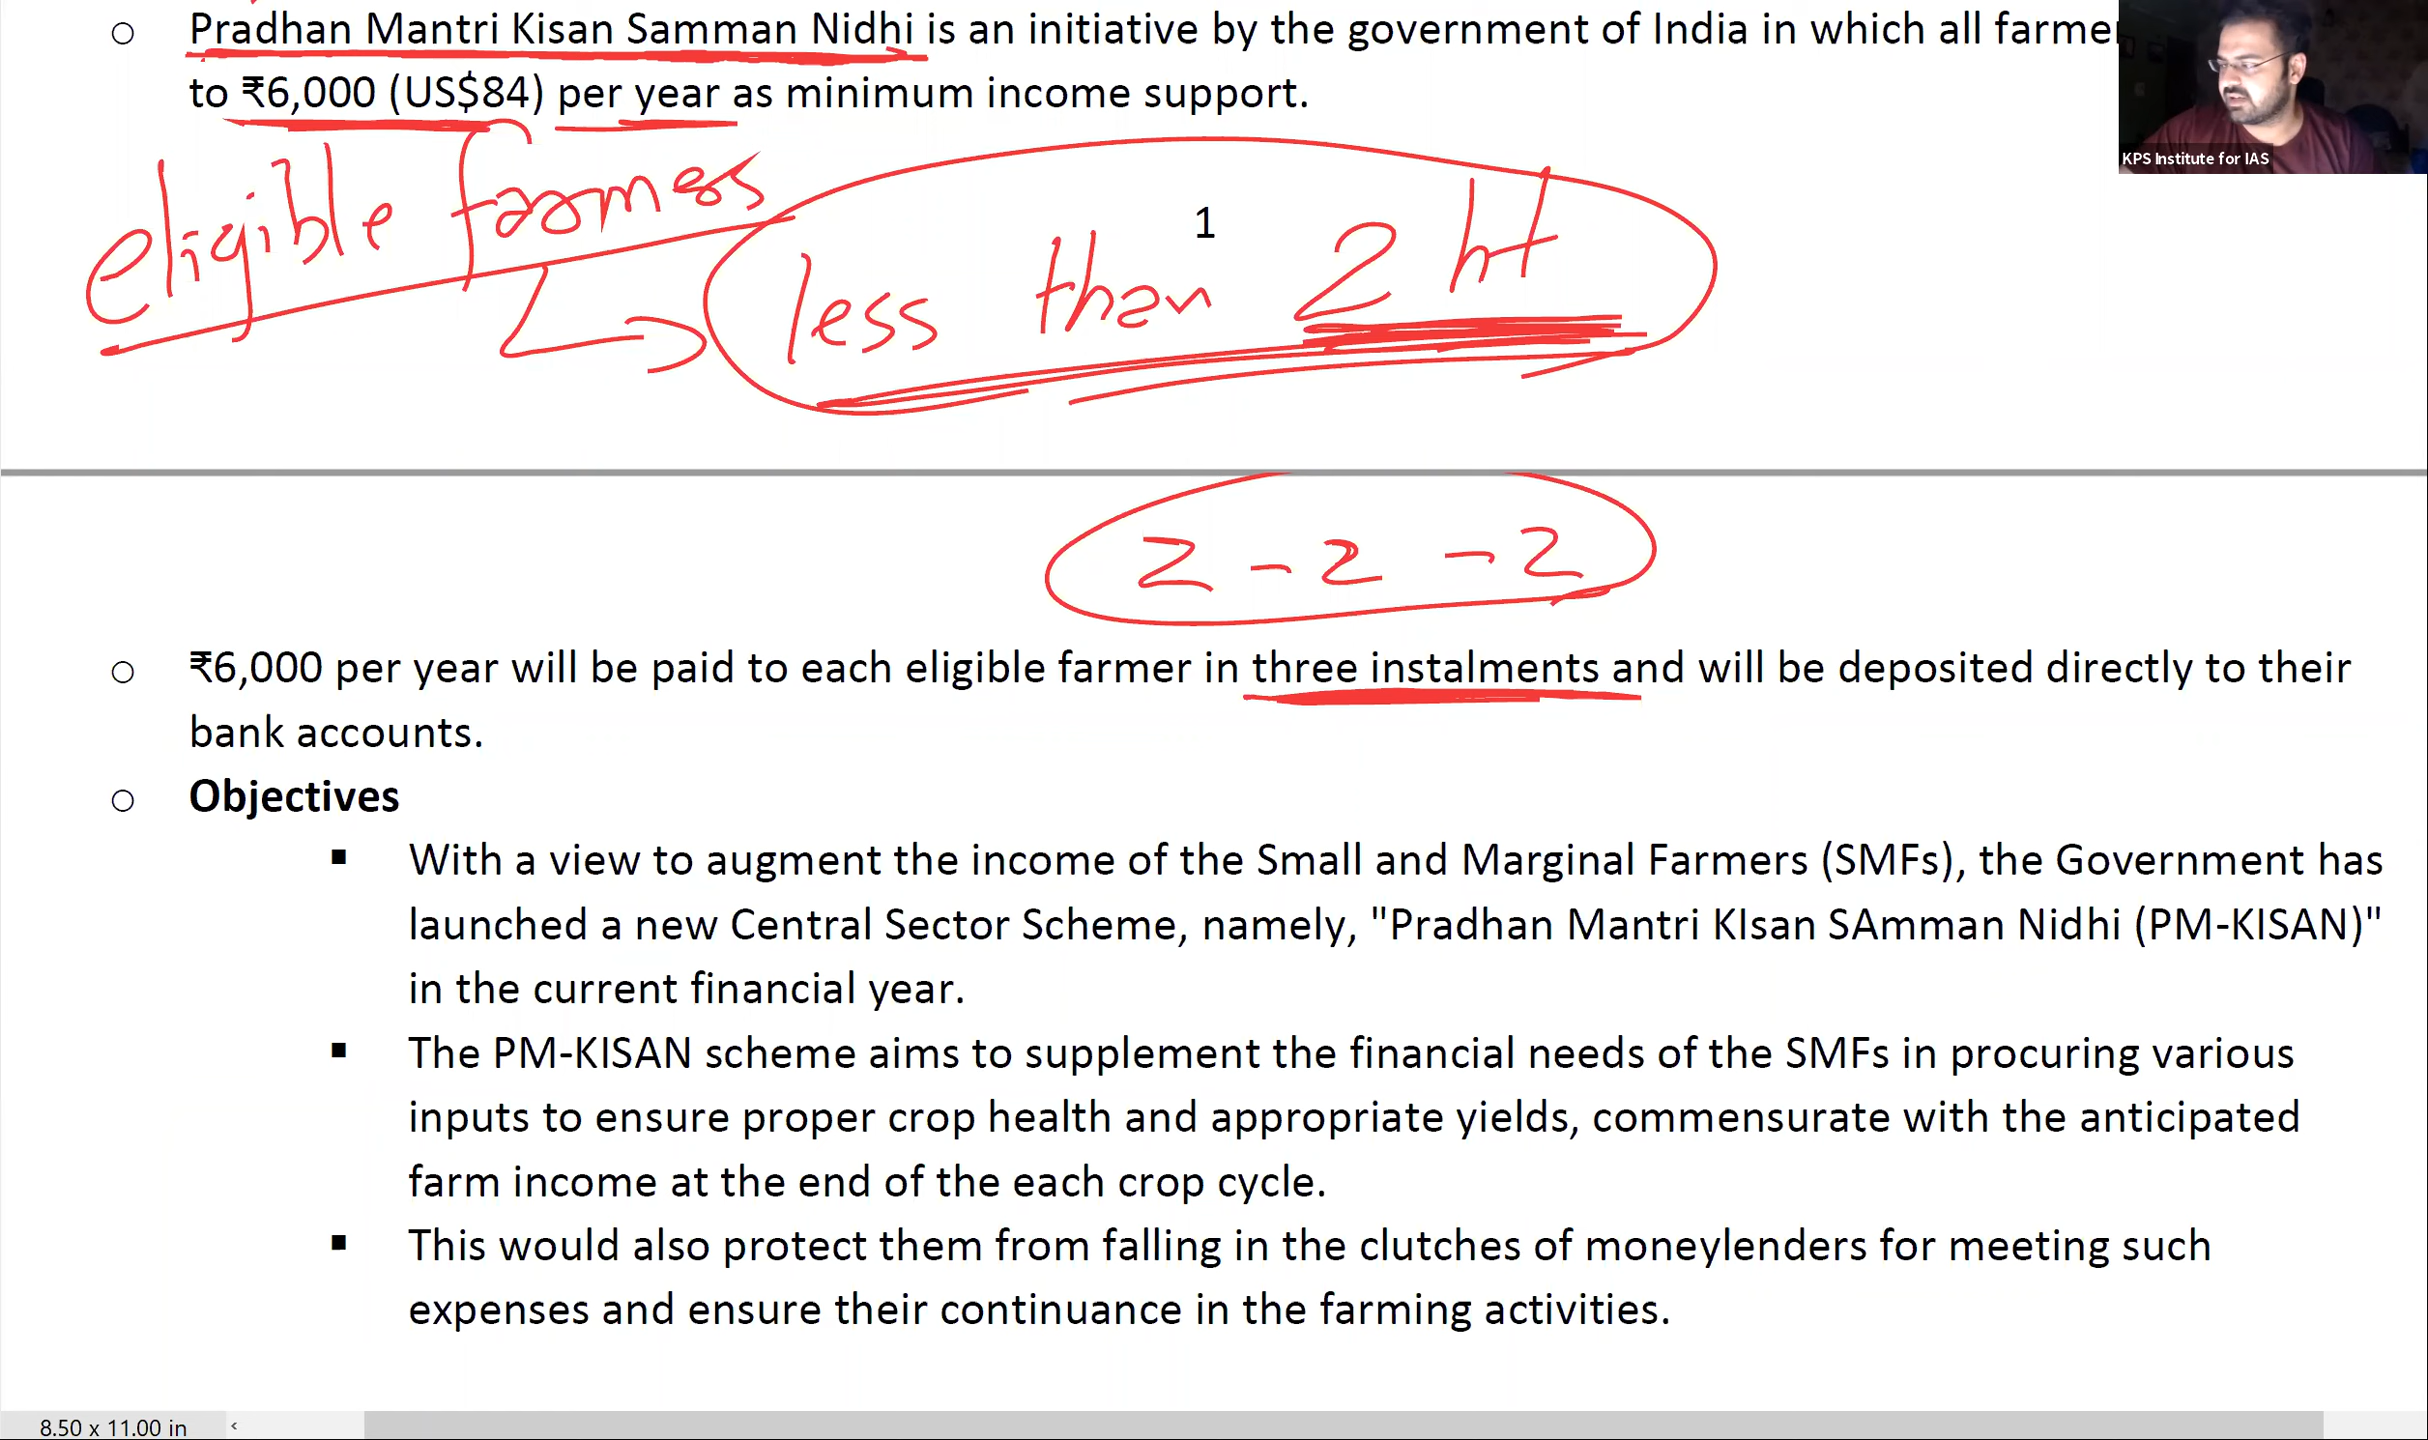 ○ Pradhan Mantri Kisan Samman Nidhi is an initiative by the government of India in which all farme
to ₹6,000 (US$84) per year as minimum income support.
KPS Institute for IAS
eligible farmers
1
less than 2 ht
2 - 2 - 2
○ ₹6,000 per year will be paid to each eligible farmer in three instalments and will be deposited directly to their
bank accounts.
○ Objectives
▪ With a view to augment the income of the Small and Marginal Farmers (SMFs), the Government has
launched a new Central Sector Scheme, namely, "Pradhan Mantri KIsan SAmman Nidhi (PM-KISAN)"
in the current financial year.
▪ The PM-KISAN scheme aims to supplement the financial needs of the SMFs in procuring various
inputs to ensure proper crop health and appropriate yields, commensurate with the anticipated
farm income at the end of the each crop cycle.
▪ This would also protect them from falling in the clutches of moneylenders for meeting such
expenses and ensure their continuance in the farming activities.
8.50 x 11.00 in